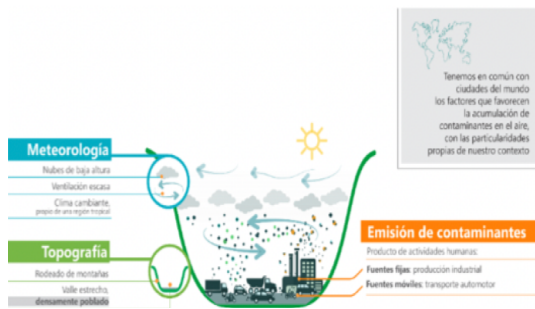 Tenemos en común con
ciudades del mundo
los factores que favorecen
la acumulación de
contaminantes en el aire,
con las particularidades
propias de nuestro contexto
Meteorología
Nubes de baja altura
Ventilación escasa
Clima cambiante,
propio de una región tropical
Topografía
Rodeado de montañas
Valle estrecho,
densamente poblado
Emisión de contaminantes
Producto de actividades humanas:
Fuentes fijas: producción industrial
Fuentes móviles: transporte automotor